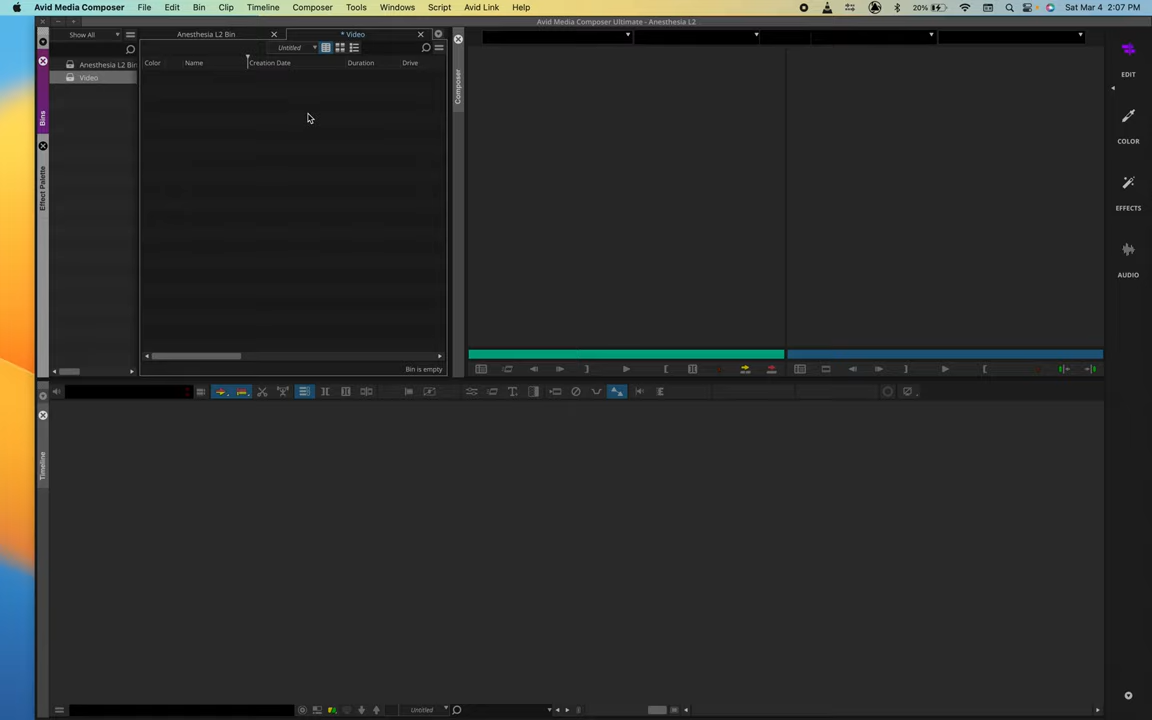 Avid Media Composer File Edit Bin Clip Timeline Composer Tools Windows Script Avid Link Help 20% Sat Mar 4 2:07 PM
Avid Media Composer Ultimate - Anesthesia L2
Show All
Anesthesia L2 Bin
* Video
Untitled
Anesthesia L2 Bin
Video
Color Name Creation Date Duration Drive
Bin is empty
Bins
Effect Palette
Composer
Timeline
EDIT
COLOR
EFFECTS
AUDIO
T
E
Untitled